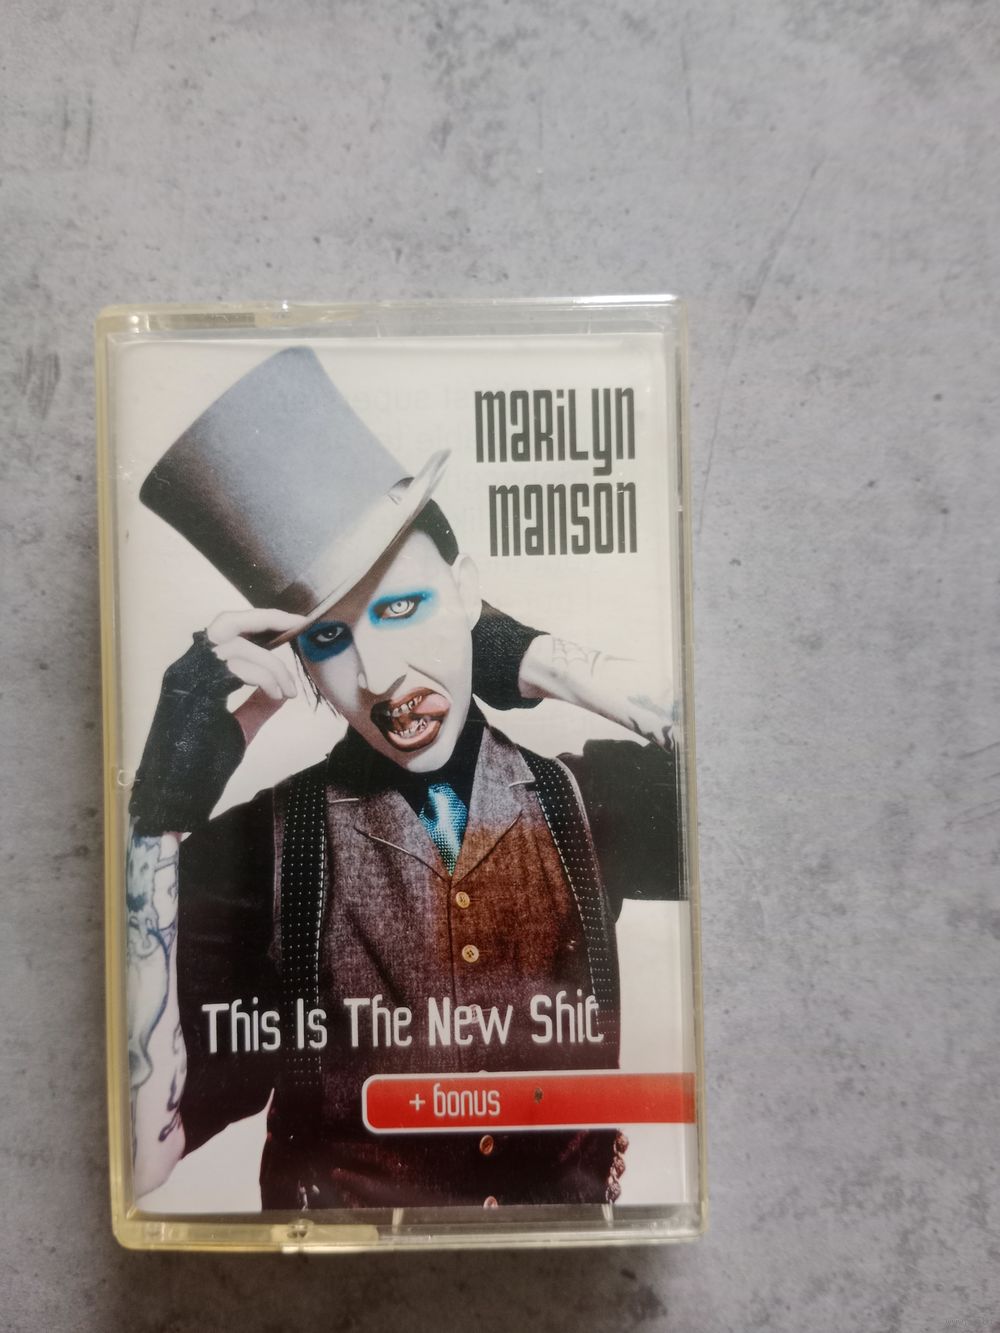 marilyn
manson
This Is The New Shit
+ bonus